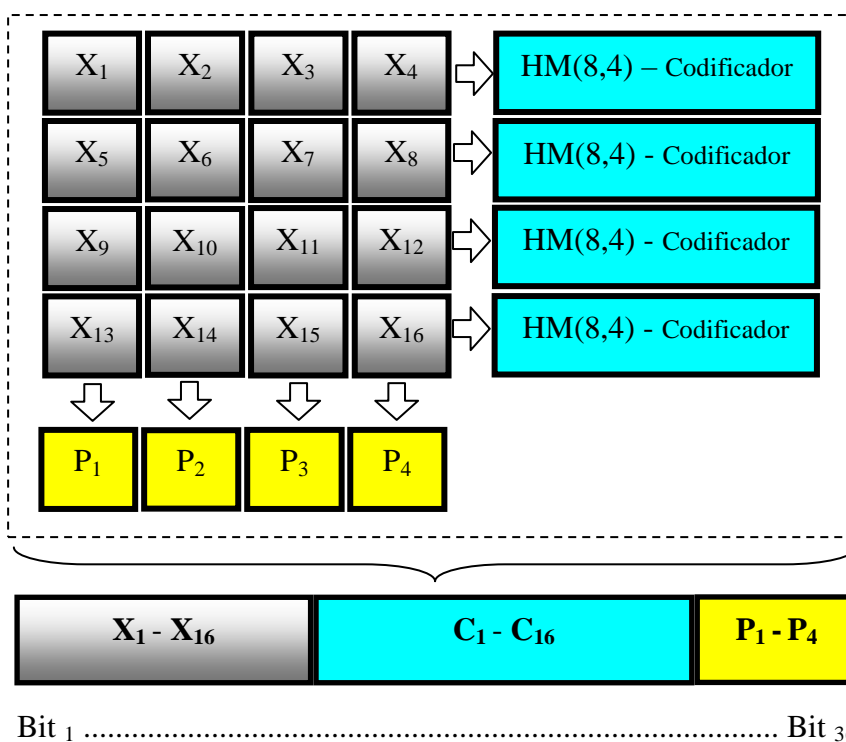 X₁ X₂ X₃ X₄ HM(8,4) – Codificador
X₅ X₆ X₇ X₈ HM(8,4) - Codificador
X₉ X₁₀ X₁₁ X₁₂ HM(8,4) - Codificador
X₁₃ X₁₄ X₁₅ X₁₆ HM(8,4) - Codificador
P₁ P₂ P₃ P₄
X₁ - X₁₆ C₁ - C₁₆ P₁ - P₄
Bit ₁ ................................................................................ Bit ₃